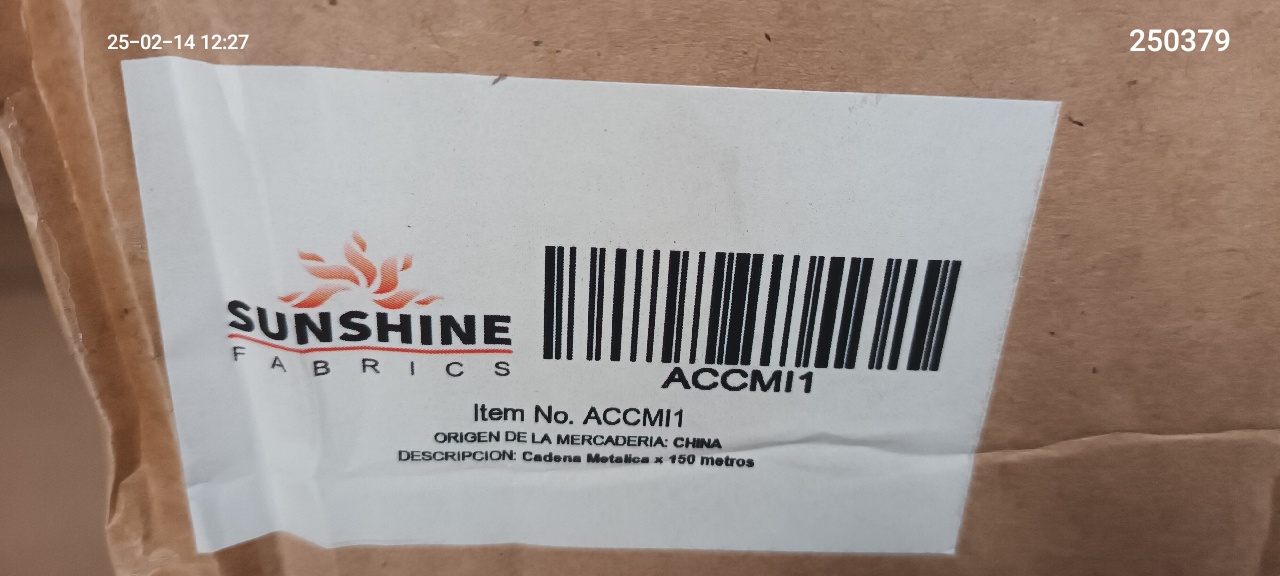 25-02-14 12:27
250379
SUNSHINE
FABRICS
ACCMI1
Item No. ACCMI1
ORIGEN DE LA MERCADERIA: CHINA
DESCRIPCION: Cadena Metalica x 150 metros